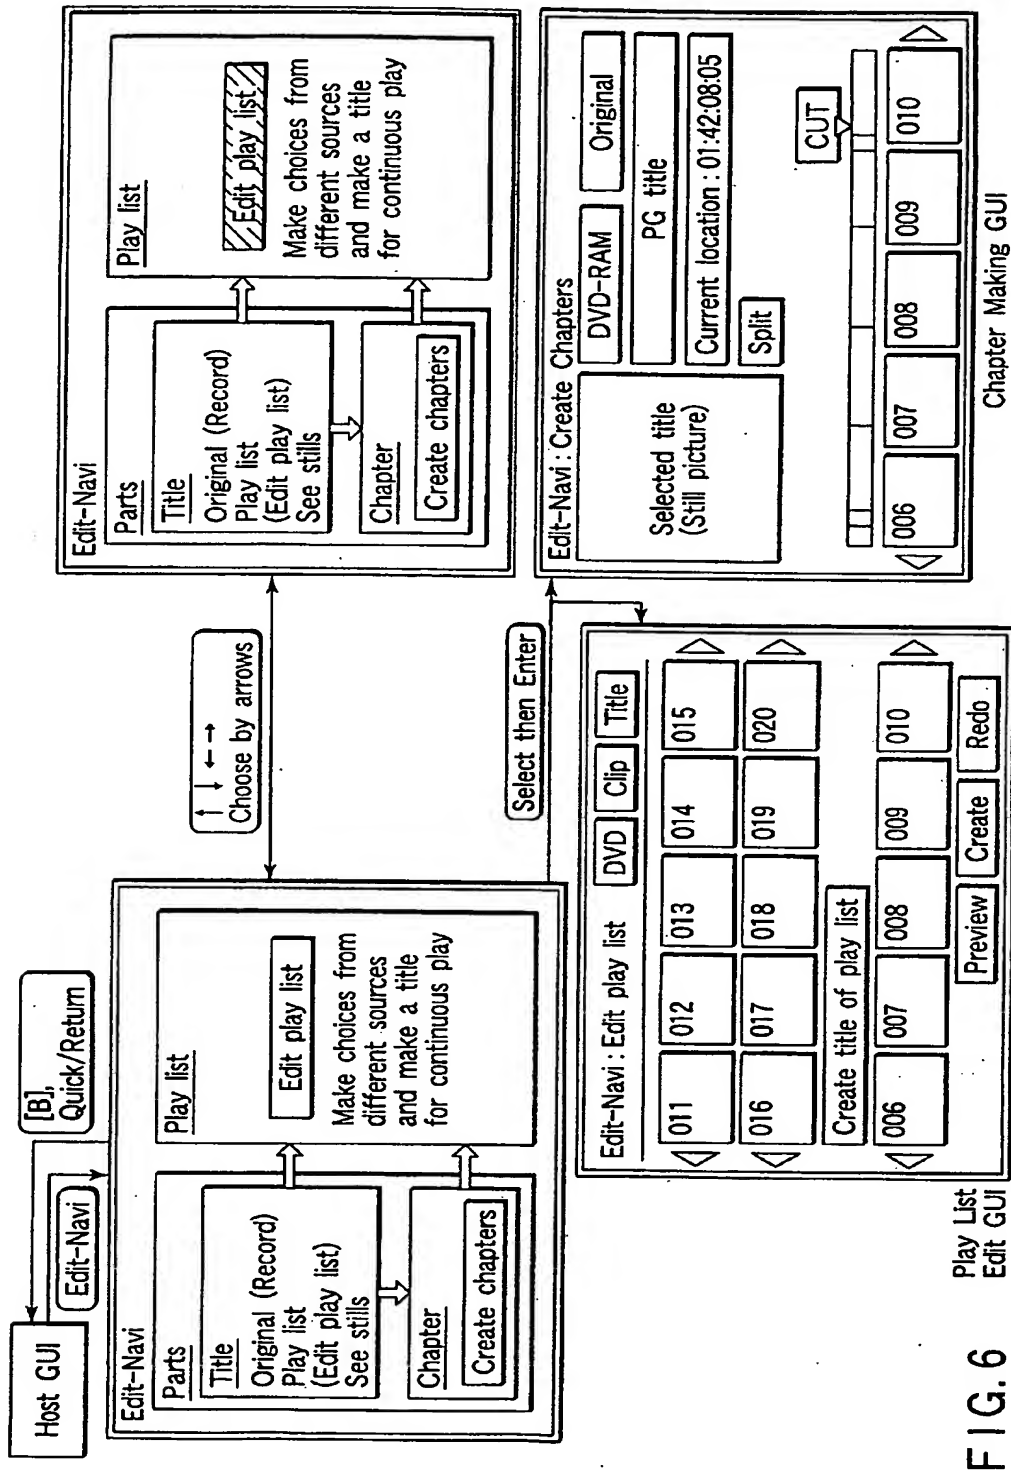 Host GUI
Edit-Navi
[B],
Quick/Return
Edit-Navi
Parts
Title
Original (Record)
Play list
(Edit play list)
See stills
Chapter
Create chapters
Play list
Edit play list
Make choices from
different sources
and make a title
for continuous play
↑ ↓ ← →
Choose by arrows
Edit-Navi
Parts
Title
Original (Record)
Play list
(Edit play list)
See stills
Chapter
Create chapters
Play list
Edit play list
Make choices from
different sources
and make a title
for continuous play
Select then Enter
Edit-Navi : Edit play list
DVD Clip Title
011 012 013 014 015
016 017 018 019 020
Create title of play list
006 007 008 009 010
Preview Create Redo
Play List
Edit GUI
Edit-Navi : Create Chapters
Selected title
(Still picture)
DVD-RAM Original
PG title
Current location : 01:42:08:05
Split
CUT
006 007 008 009 010
Chapter Making GUI
FIG. 6